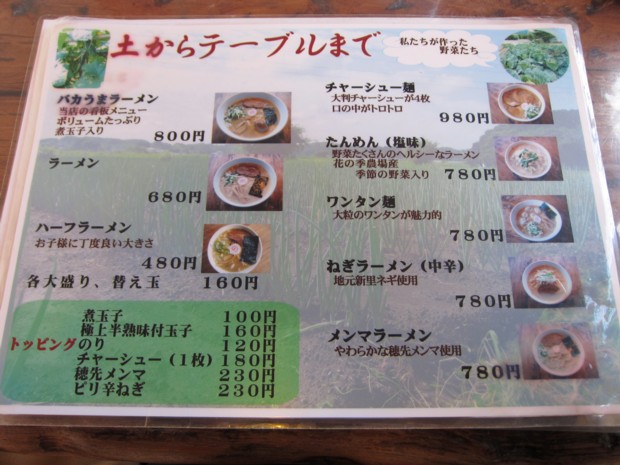 土からテーブルまで
私たちが作った
野菜たち
バカうまラーメン
当店の看板メニュー
ボリュームたっぷり
煮玉子入り
800円
ラーメン
680円
ハーフラーメン
お子様に丁度良い大きさ
480円
各大盛り、替え玉 160円
トッピング
煮玉子 100円
極上半熟味付玉子 160円
のり 120円
チャーシュー(1枚) 180円
穂先メンマ 230円
ピリ辛ねぎ 230円
チャーシュー麺
大判チャーシューが4枚
口の中がトロトロ
980円
たんめん(塩味)
野菜たくさんのヘルシーなラーメン
花の季農場産
季節の野菜入り 780円
ワンタン麺
大粒のワンタンが魅力的
780円
ねぎラーメン(中辛)
地元新里ネギ使用
780円
メンマラーメン
やわらかな穂先メンマ使用
780円